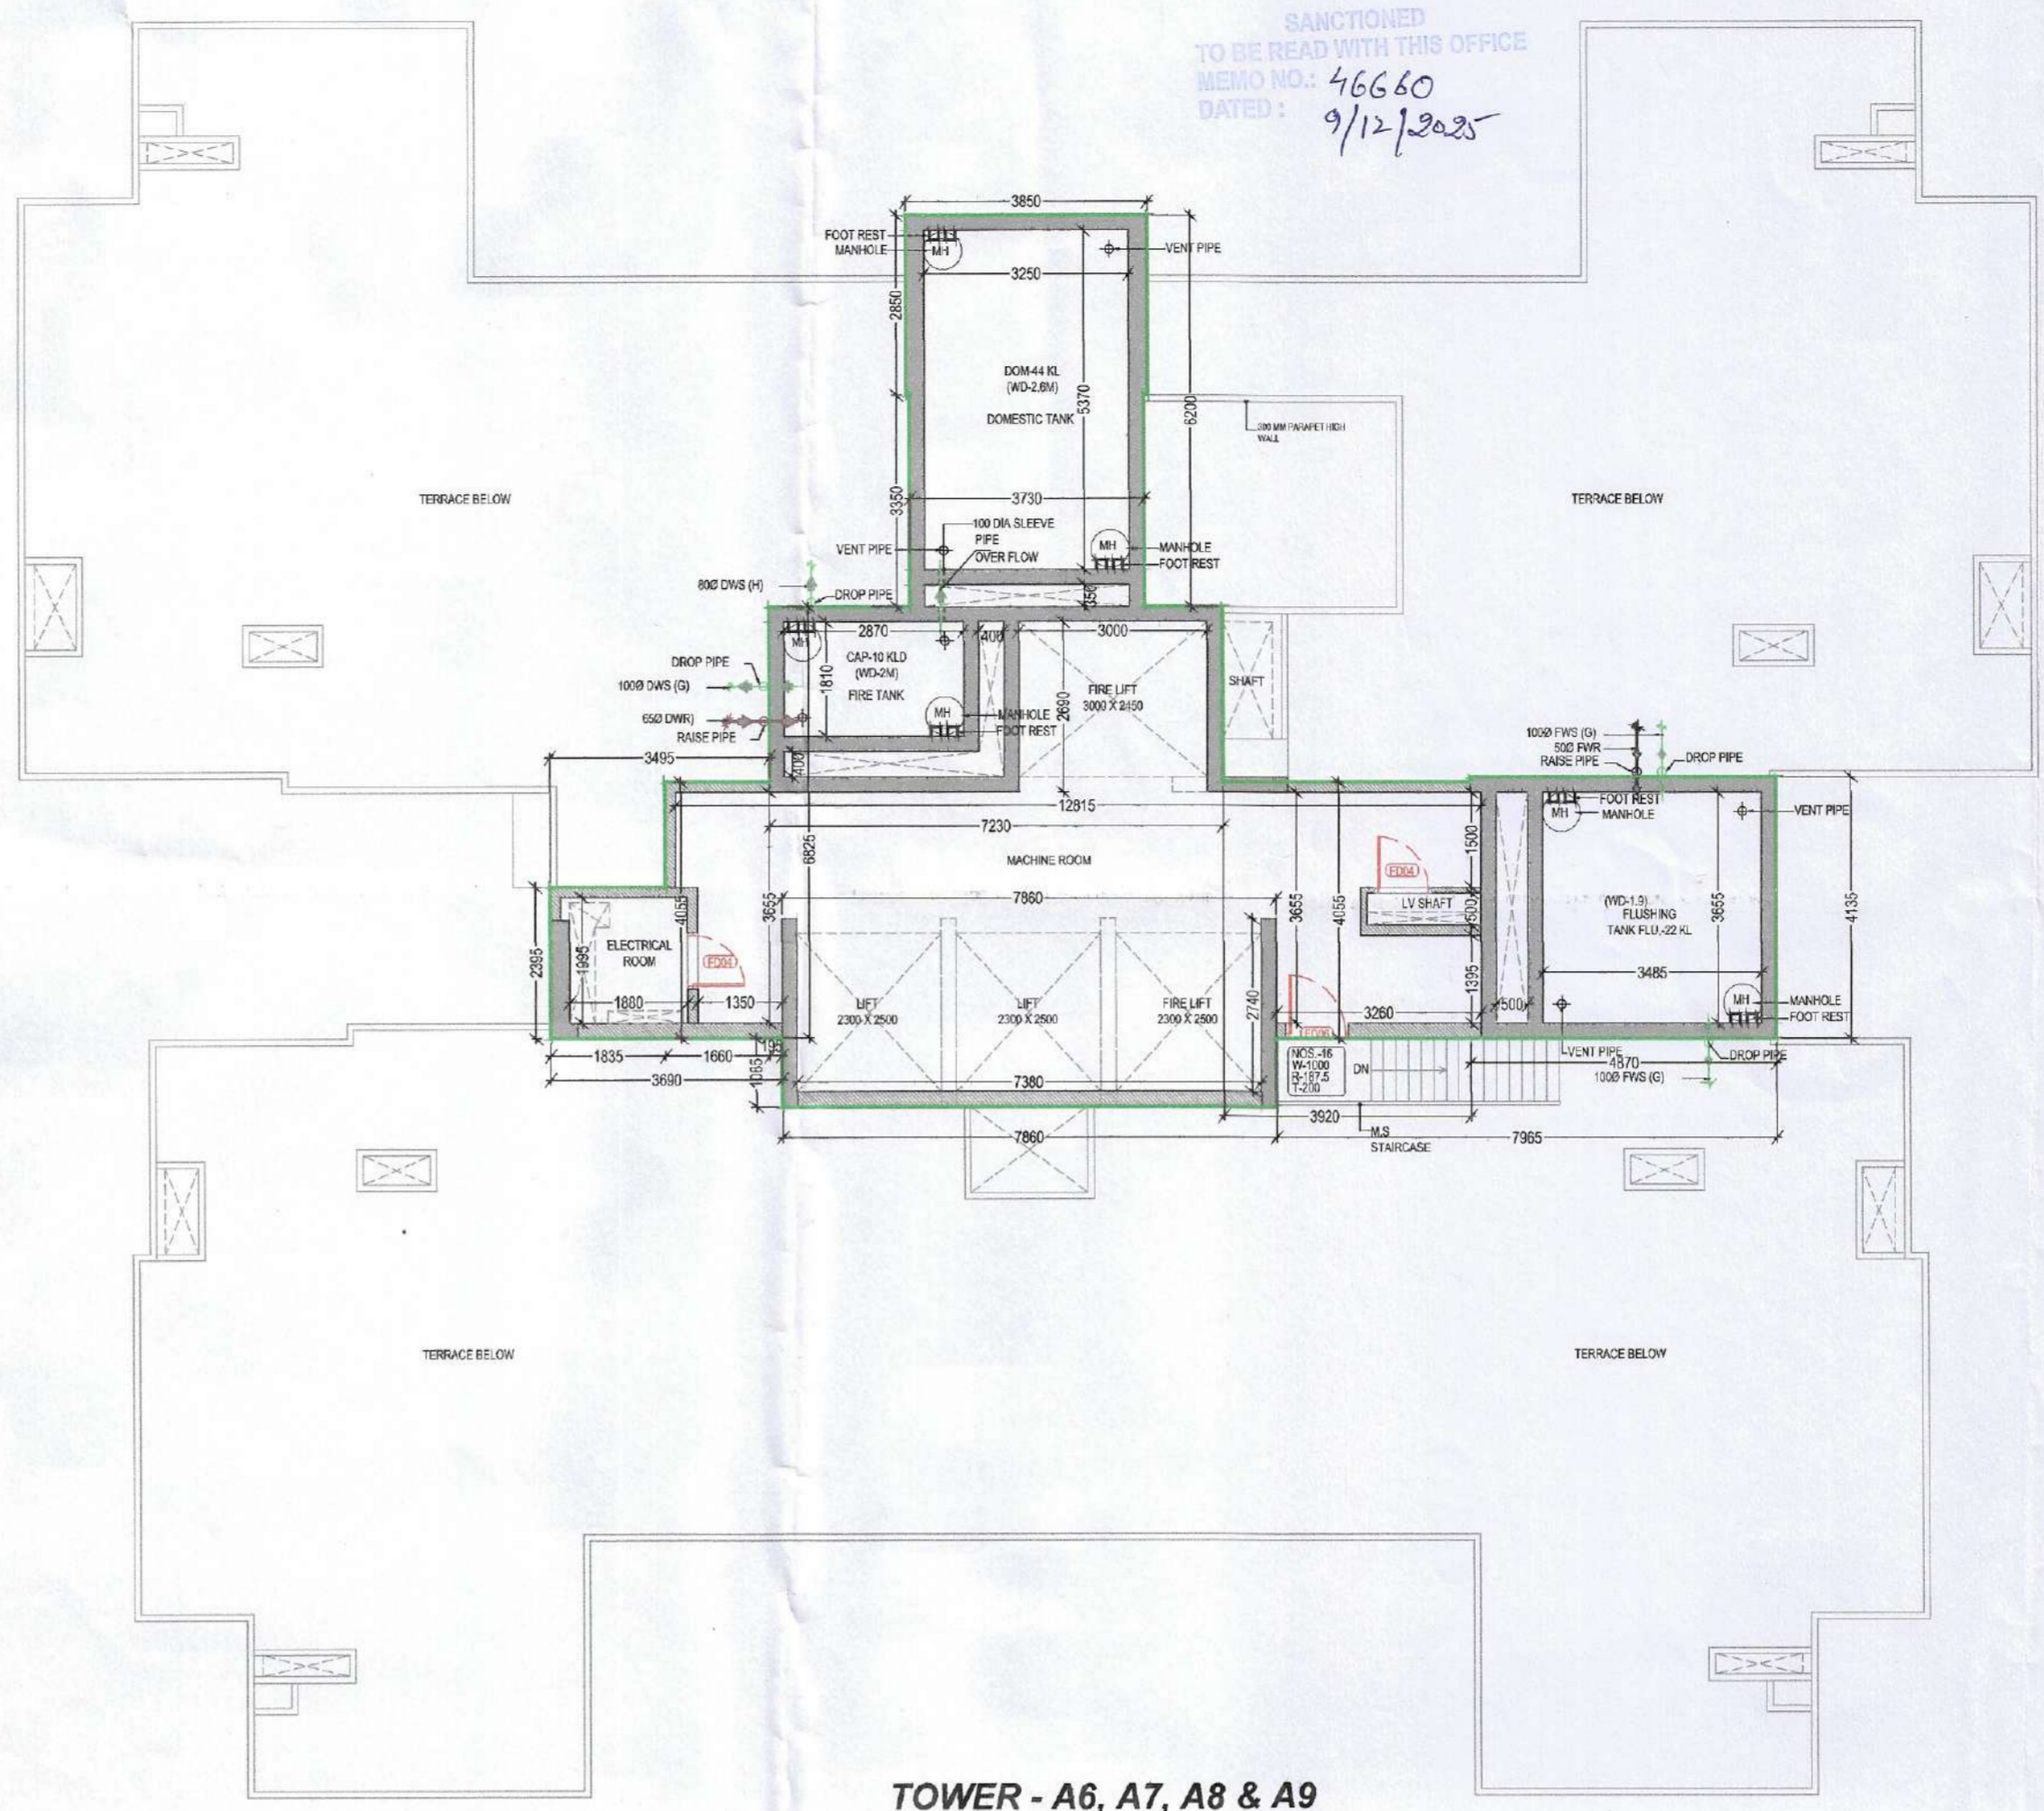 SANCTIONED
TO BE READ WITH THIS OFFICE
MEMO NO.: 46660
DATED : 9/12/2025
3850
FOOT REST
MANHOLE
MH
VENT PIPE
3250
2850
DOM-44 KL
(WD-2.6M)
DOMESTIC TANK
5370
6200
300 MM PARAPET HIGH
WALL
TERRACE BELOW
TERRACE BELOW
3350
3730
100 DIA SLEEVE
PIPE
OVER FLOW
VENT PIPE
MH
MANHOLE
FOOT REST
80Ø DWS (H)
DROP PIPE
350
2870
400
3000
MH
CAP-10 KLD
(WD-2M)
FIRE TANK
1810
DROP PIPE
100Ø DWS (G)
65Ø DWR)
RAISE PIPE
MH
MANHOLE
FOOT REST
2690
FIRE LIFT
3000 X 2450
SHAFT
3495
400
100Ø FWS (G)
50Ø FWR
RAISE PIPE
DROP PIPE
12815
7230
6825
MACHINE ROOM
FOOT REST
MH
MANHOLE
VENT PIPE
1500
FD04
7860
4055
3655
3655
4055
LV SHAFT
500
(WD-1.9)
FLUSHING
TANK FLU.-22 KL
3655
4135
2395
1995
ELECTRICAL
ROOM
FD04
1880
1350
LIFT
2300 X 2500
LIFT
2300 X 2500
FIRE LIFT
2300 X 2500
2740
3260
1395
500
3485
MH
MANHOLE
FOOT REST
1835
1660
195
3690
1085
7380
NOS.-16
W-1000
R-187.5
T-200
DN
VENT PIPE
4870
DROP PIPE
100Ø FWS (G)
3920
7860
M.S
STAIRCASE
7965
TERRACE BELOW
TERRACE BELOW
TOWER - A6, A7, A8 & A9